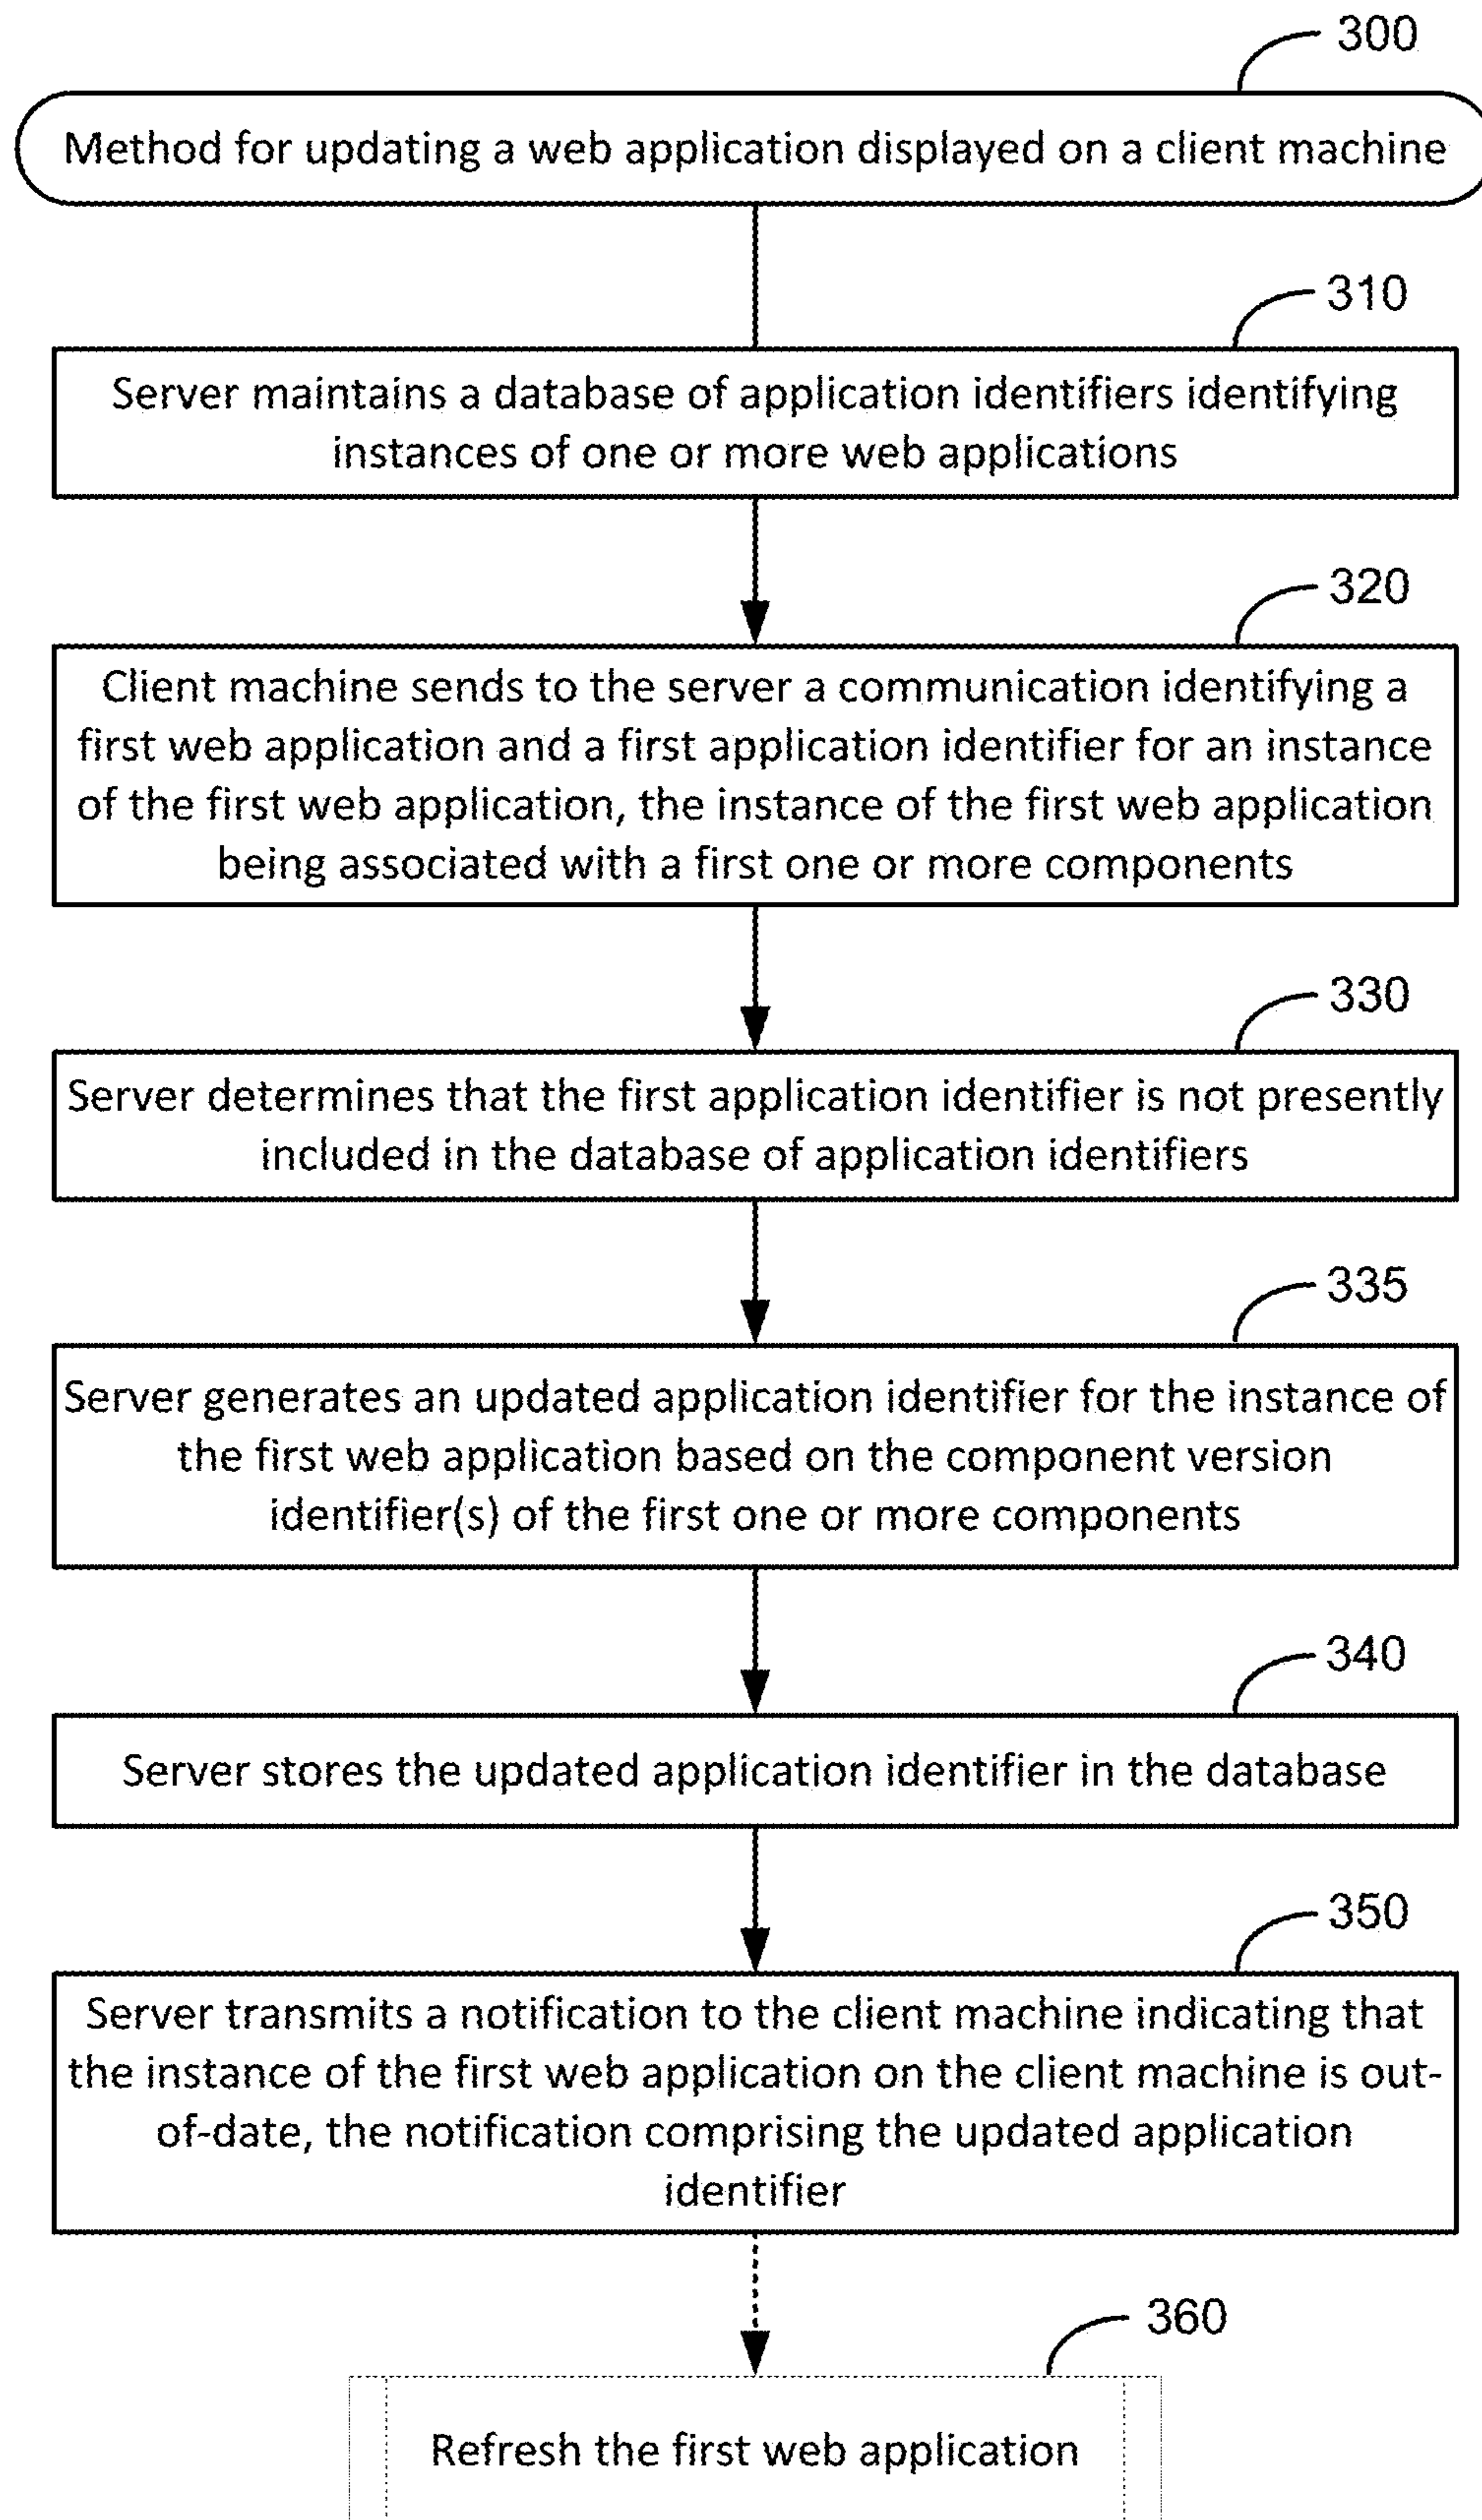 300
Method for updating a web application displayed on a client machine
310
Server maintains a database of application identifiers identifying
instances of one or more web applications
320
Client machine sends to the server a communication identifying a
first web application and a first application identifier for an instance
of the first web application, the instance of the first web application
being associated with a first one or more components
330
Server determines that the first application identifier is not presently
included in the database of application identifiers
335
Server generates an updated application identifier for the instance of
the first web application based on the component version
identifier(s) of the first one or more components
340
Server stores the updated application identifier in the database
350
Server transmits a notification to the client machine indicating that
the instance of the first web application on the client machine is out-
of-date, the notification comprising the updated application
identifier
360
Refresh the first web application